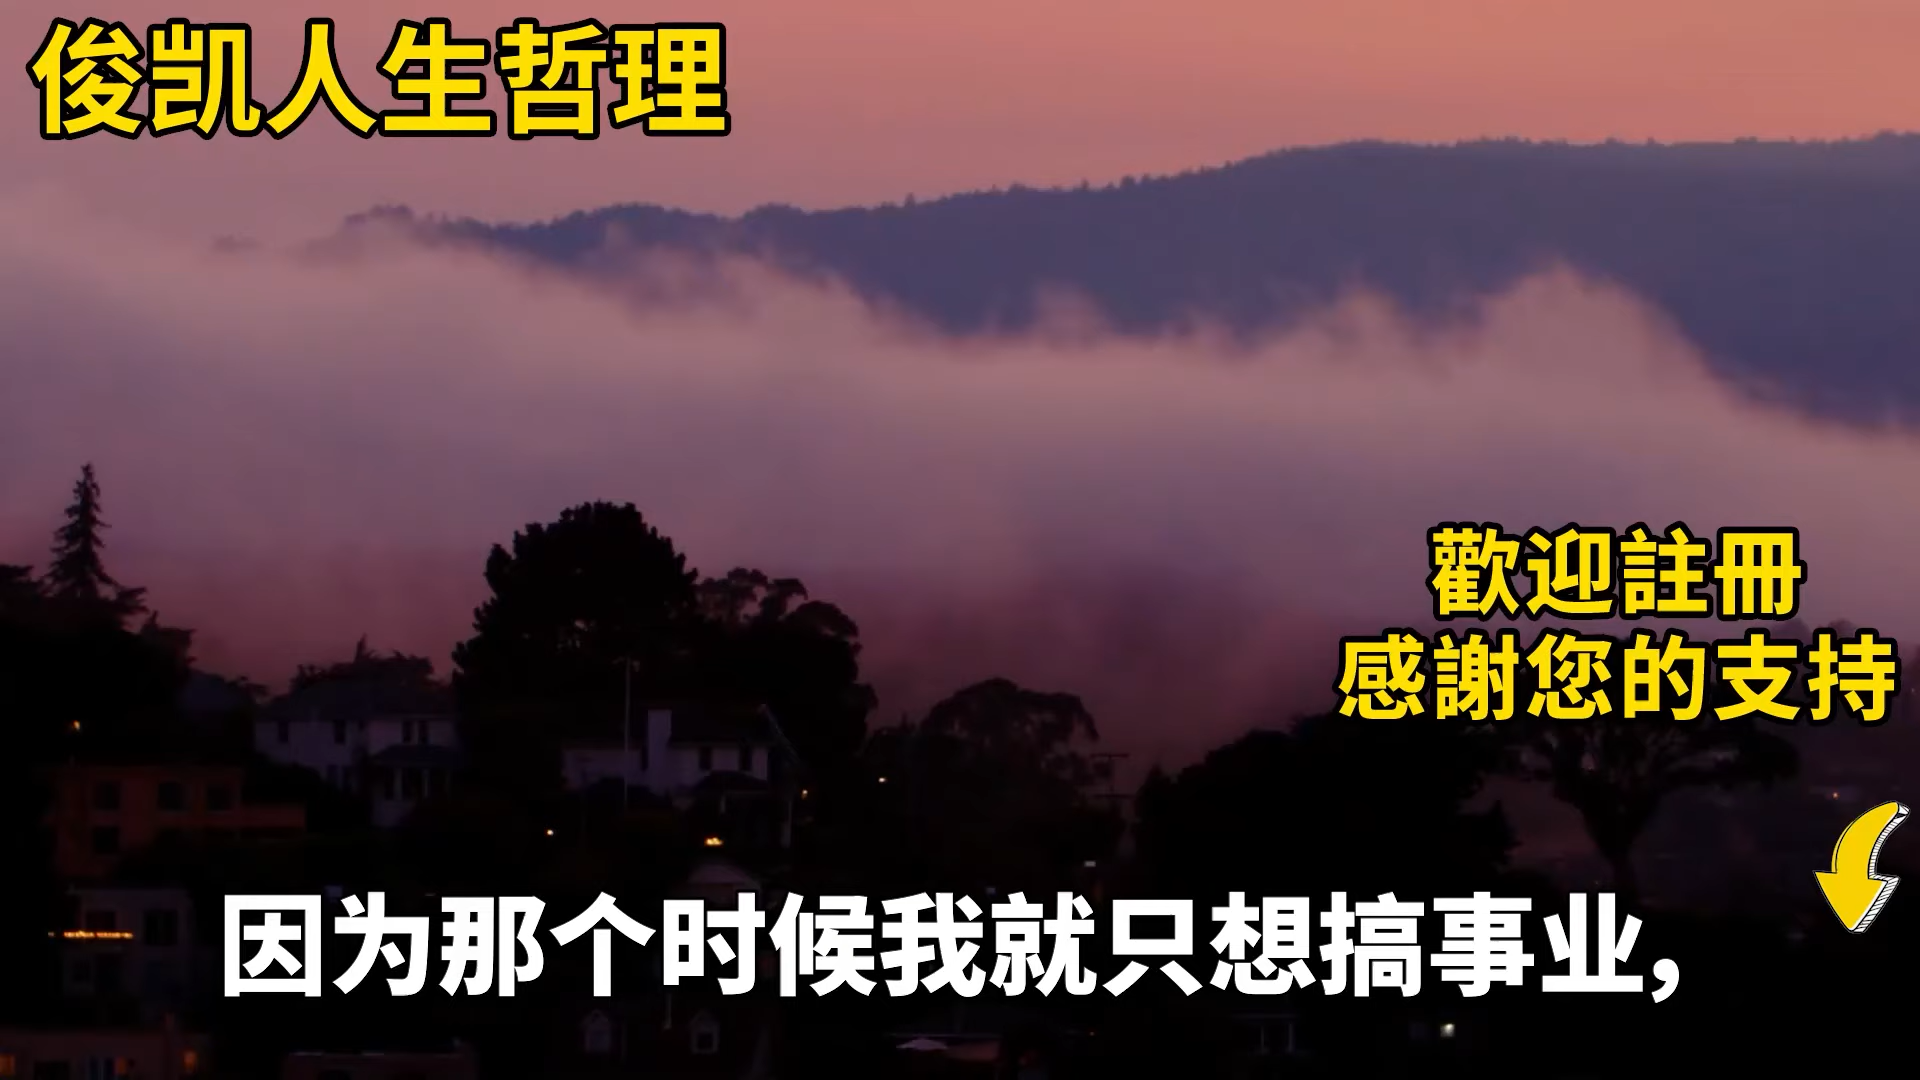 俊凯人生哲理
歡迎註冊
感謝您的支持
因为那个时候我就只想搞事业,